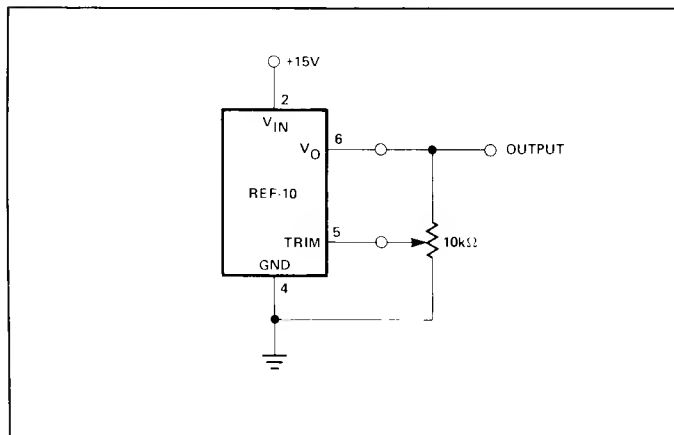 +15V
2
VIN
6
VO
OUTPUT
REF-10
5
TRIM
10kΩ
GND
4